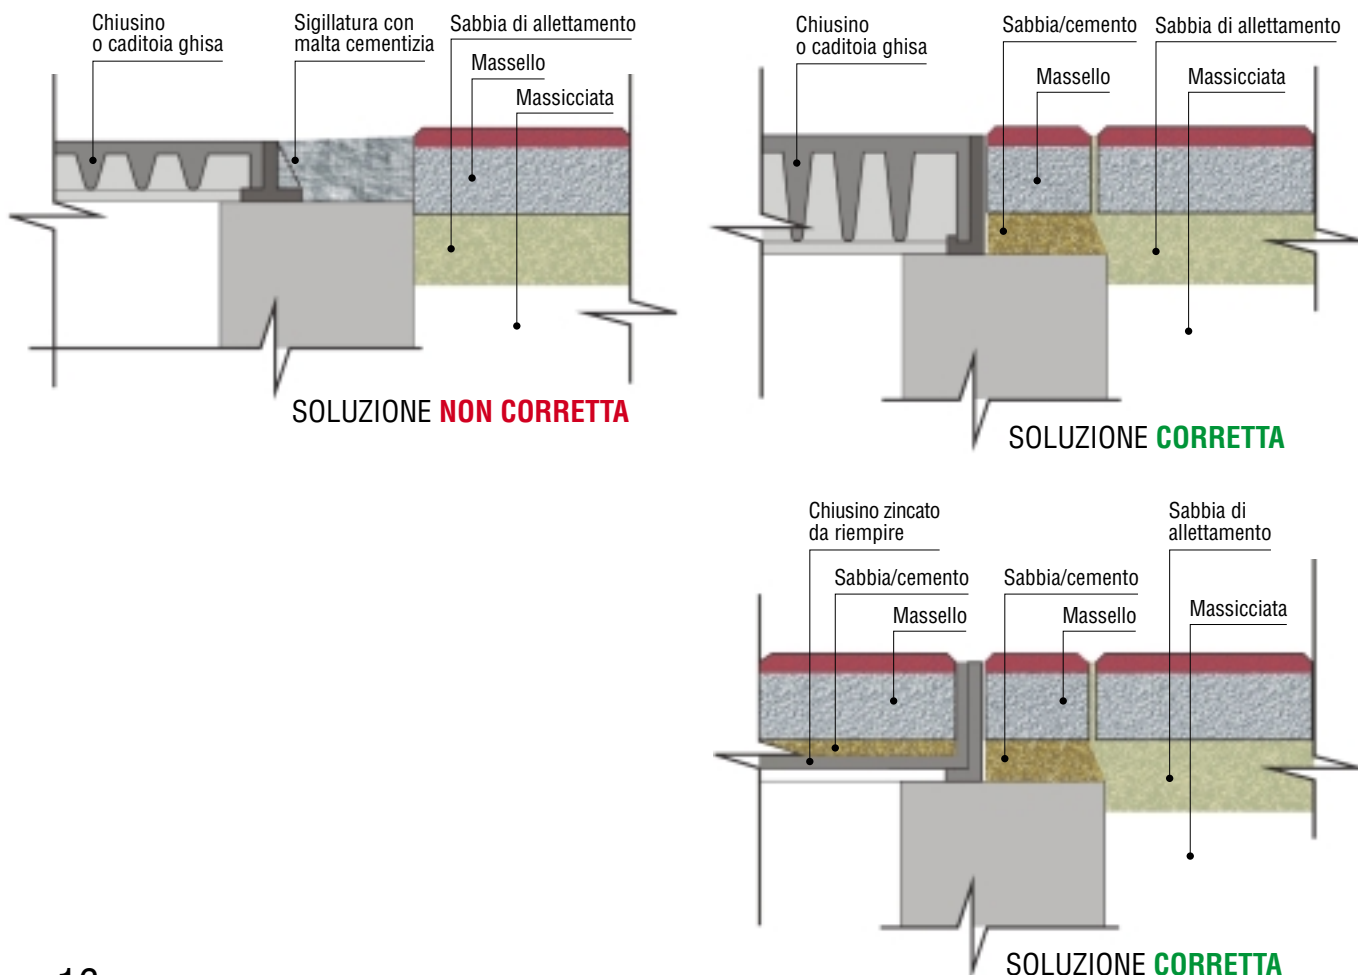 Chiusino
o caditoia ghisa
Sigillatura con
malta cementizia
Sabbia di allettamento
Massello
Massicciata
SOLUZIONE NON CORRETTA
Chiusino
o caditoia ghisa
Sabbia/cemento
Sabbia di allettamento
Massello
Massicciata
SOLUZIONE CORRETTA
Chiusino zincato
da riempire
Sabbia di
allettamento
Sabbia/cemento
Sabbia/cemento
Massello
Massello
Massicciata
SOLUZIONE CORRETTA